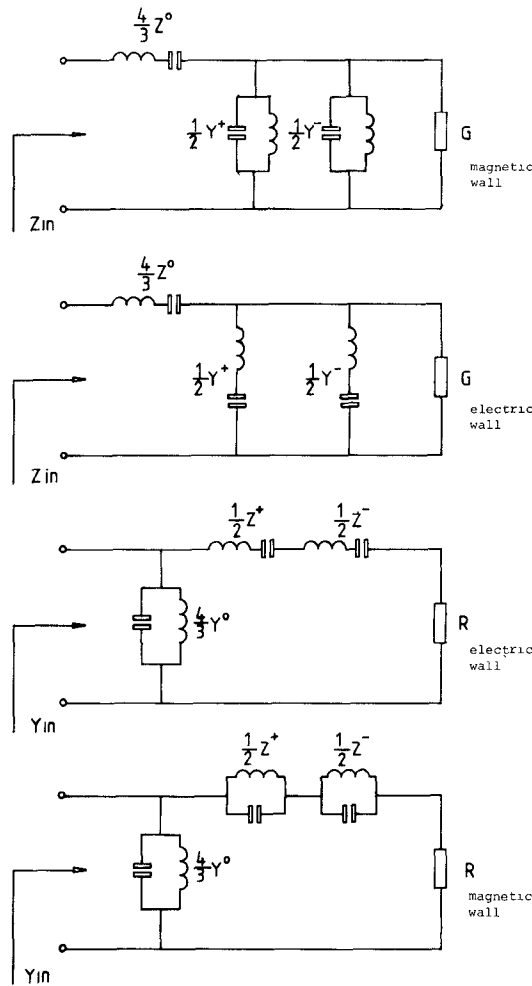 4/3 Z°
1/2 Y⁺
1/2 Y⁻
G
magnetic
wall
Zin
4/3 Z°
1/2 Y⁺
1/2 Y⁻
G
electric
wall
Zin
1/2 Z⁺
1/2 Z⁻
4/3 Y°
R
electric
wall
Yin
1/2 Z⁺
1/2 Z⁻
4/3 Y°
R
magnetic
wall
Yin